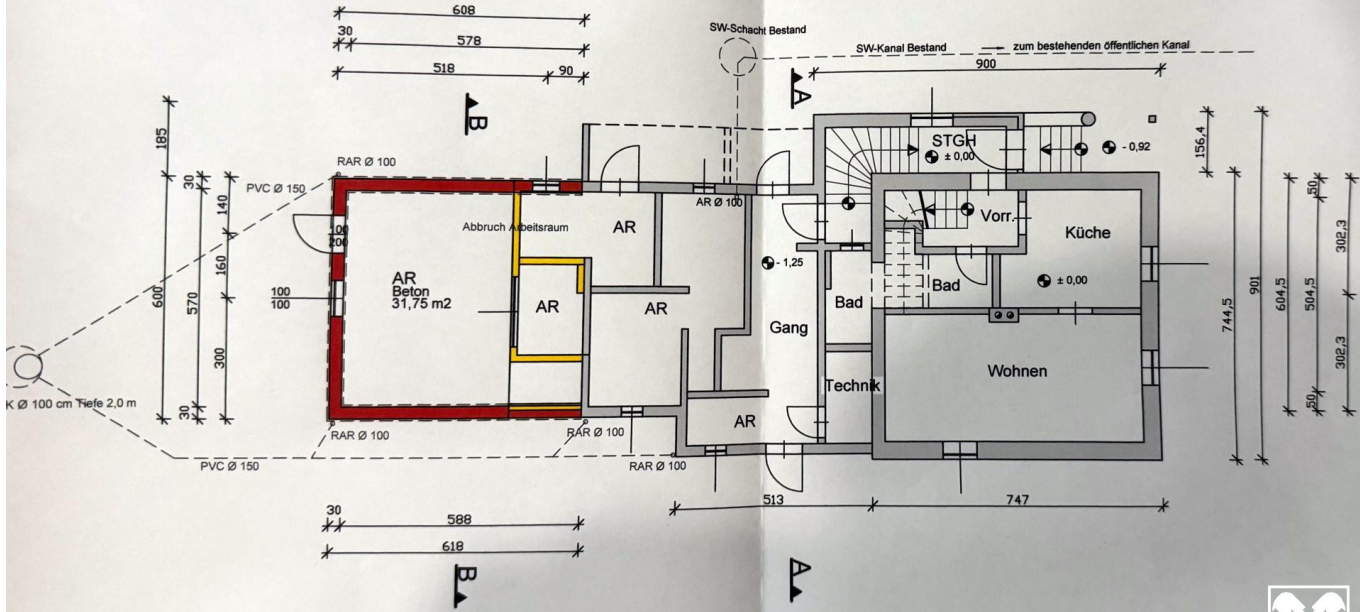 608
30
578
518
90
SW-Schacht Bestand
SW-Kanal Bestand
zum bestehenden öffentlichen Kanal
900
A
B
185
RAR Ø 100
PVC Ø 150
30
140
160
300
600
570
30
100
200
100
100
AR
Beton
31,75 m2
Abbruch Arbeitsraum
AR
AR
AR
AR Ø 100
- 1,25
Gang
AR
STGH
± 0,00
- 0,92
Vorr.
Küche
± 0,00
Bad
Bad
Technik
Wohnen
156,4
50
302,3
901
604,5
504,5
744,5
302,3
50
K Ø 100 cm Tiefe 2,0 m
RAR Ø 100
RAR Ø 100
RAR Ø 100
PVC Ø 150
513
747
30
588
618
B
A